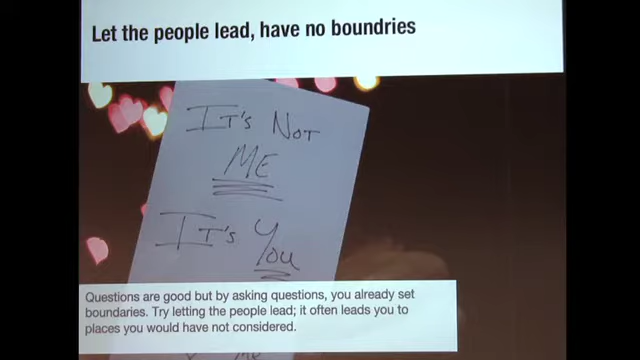 Let the people lead, have no boundries
IT'S NOT
ME
IT'S YOU
Questions are good but by asking questions, you already set
boundaries. Try letting the people lead; it often leads you to
places you would have not considered.
ME